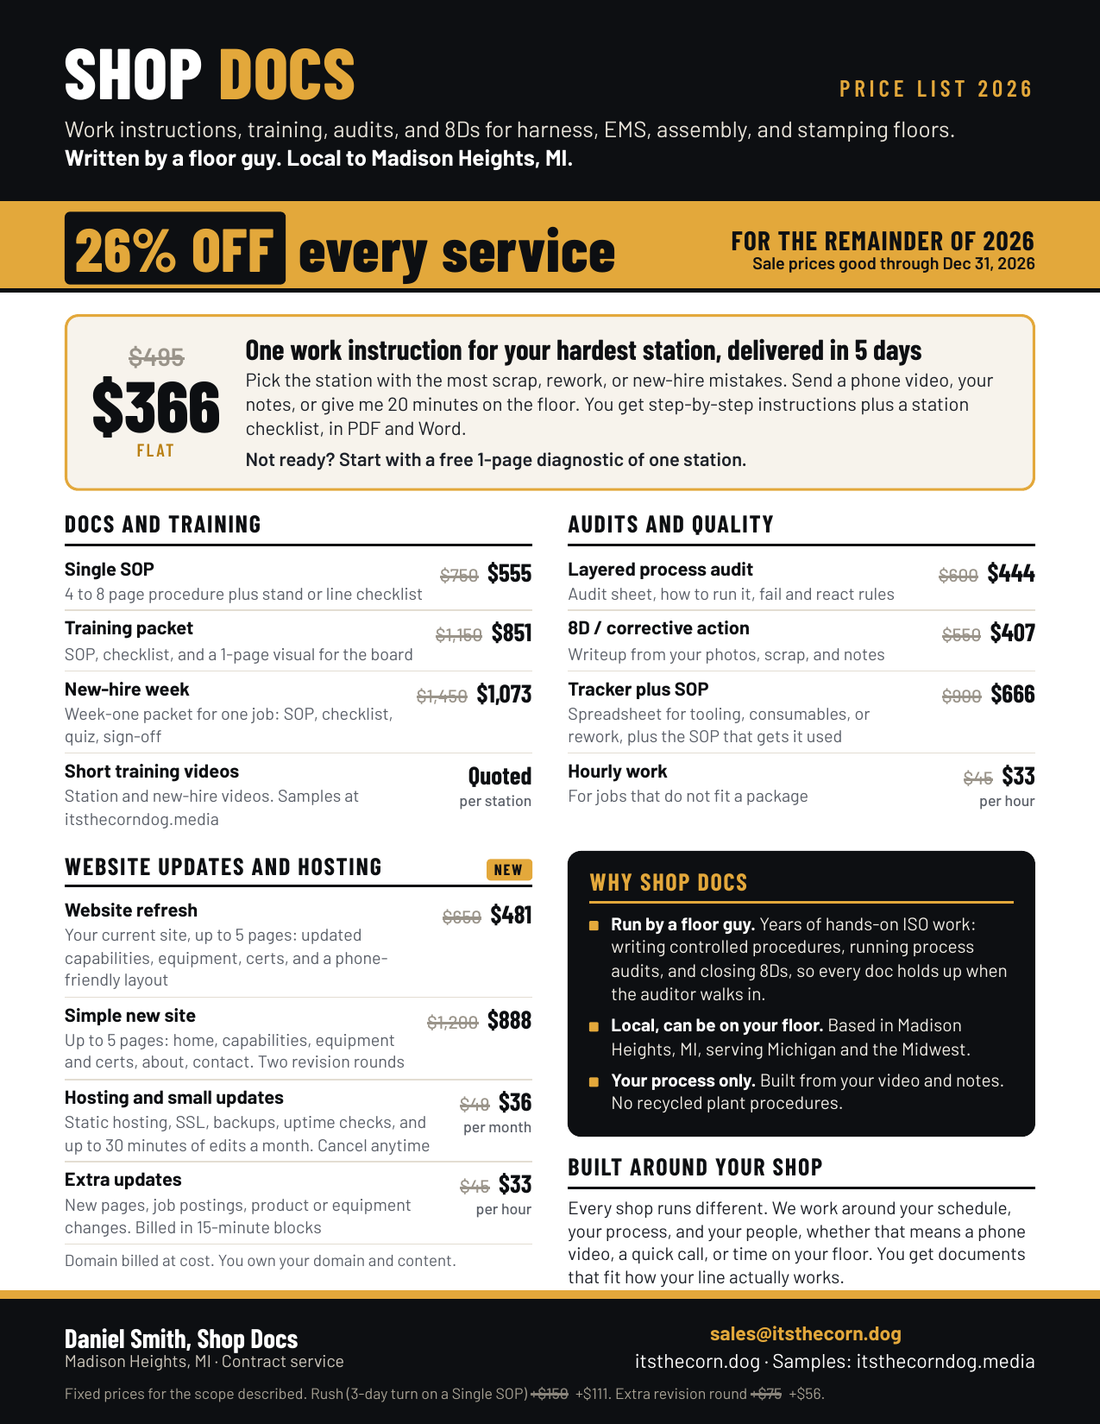 SHOP DOCS
PRICE LIST 2026
Work instructions, training, audits, and 8Ds for harness, EMS, assembly, and stamping floors.
Written by a floor guy. Local to Madison Heights, MI.
26% OFF every service
FOR THE REMAINDER OF 2026
Sale prices good through Dec 31, 2026
$495
$366
FLAT
One work instruction for your hardest station, delivered in 5 days
Pick the station with the most scrap, rework, or new-hire mistakes. Send a phone video, your
notes, or give me 20 minutes on the floor. You get step-by-step instructions plus a station
checklist, in PDF and Word.
Not ready? Start with a free 1-page diagnostic of one station.
DOCS AND TRAINING
Single SOP
$750 $555
4 to 8 page procedure plus stand or line checklist
Training packet
$1,150 $851
SOP, checklist, and a 1-page visual for the board
New-hire week
$1,450 $1,073
Week-one packet for one job: SOP, checklist,
quiz, sign-off
Short training videos
Quoted
per station
Station and new-hire videos. Samples at
itsthecorndog.media
AUDITS AND QUALITY
Layered process audit
$600 $444
Audit sheet, how to run it, fail and react rules
8D / corrective action
$550 $407
Writeup from your photos, scrap, and notes
Tracker plus SOP
$900 $666
Spreadsheet for tooling, consumables, or
rework, plus the SOP that gets it used
Hourly work
$45 $33
per hour
For jobs that do not fit a package
WEBSITE UPDATES AND HOSTING
NEW
Website refresh
$650 $481
Your current site, up to 5 pages: updated
capabilities, equipment, certs, and a phone-
friendly layout
Simple new site
$1,200 $888
Up to 5 pages: home, capabilities, equipment
and certs, about, contact. Two revision rounds
Hosting and small updates
$49 $36
per month
Static hosting, SSL, backups, uptime checks, and
up to 30 minutes of edits a month. Cancel anytime
Extra updates
$45 $33
per hour
New pages, job postings, product or equipment
changes. Billed in 15-minute blocks
Domain billed at cost. You own your domain and content.
WHY SHOP DOCS
Run by a floor guy. Years of hands-on ISO work:
writing controlled procedures, running process
audits, and closing 8Ds, so every doc holds up when
the auditor walks in.
Local, can be on your floor. Based in Madison
Heights, MI, serving Michigan and the Midwest.
Your process only. Built from your video and notes.
No recycled plant procedures.
BUILT AROUND YOUR SHOP
Every shop runs different. We work around your schedule,
your process, and your people, whether that means a phone
video, a quick call, or time on your floor. You get documents
that fit how your line actually works.
Daniel Smith, Shop Docs
Madison Heights, MI · Contract service
sales@itsthecorn.dog
itsthecorn.dog · Samples: itsthecorndog.media
Fixed prices for the scope described. Rush (3-day turn on a Single SOP) +$150 +$111. Extra revision round +$75 +$56.